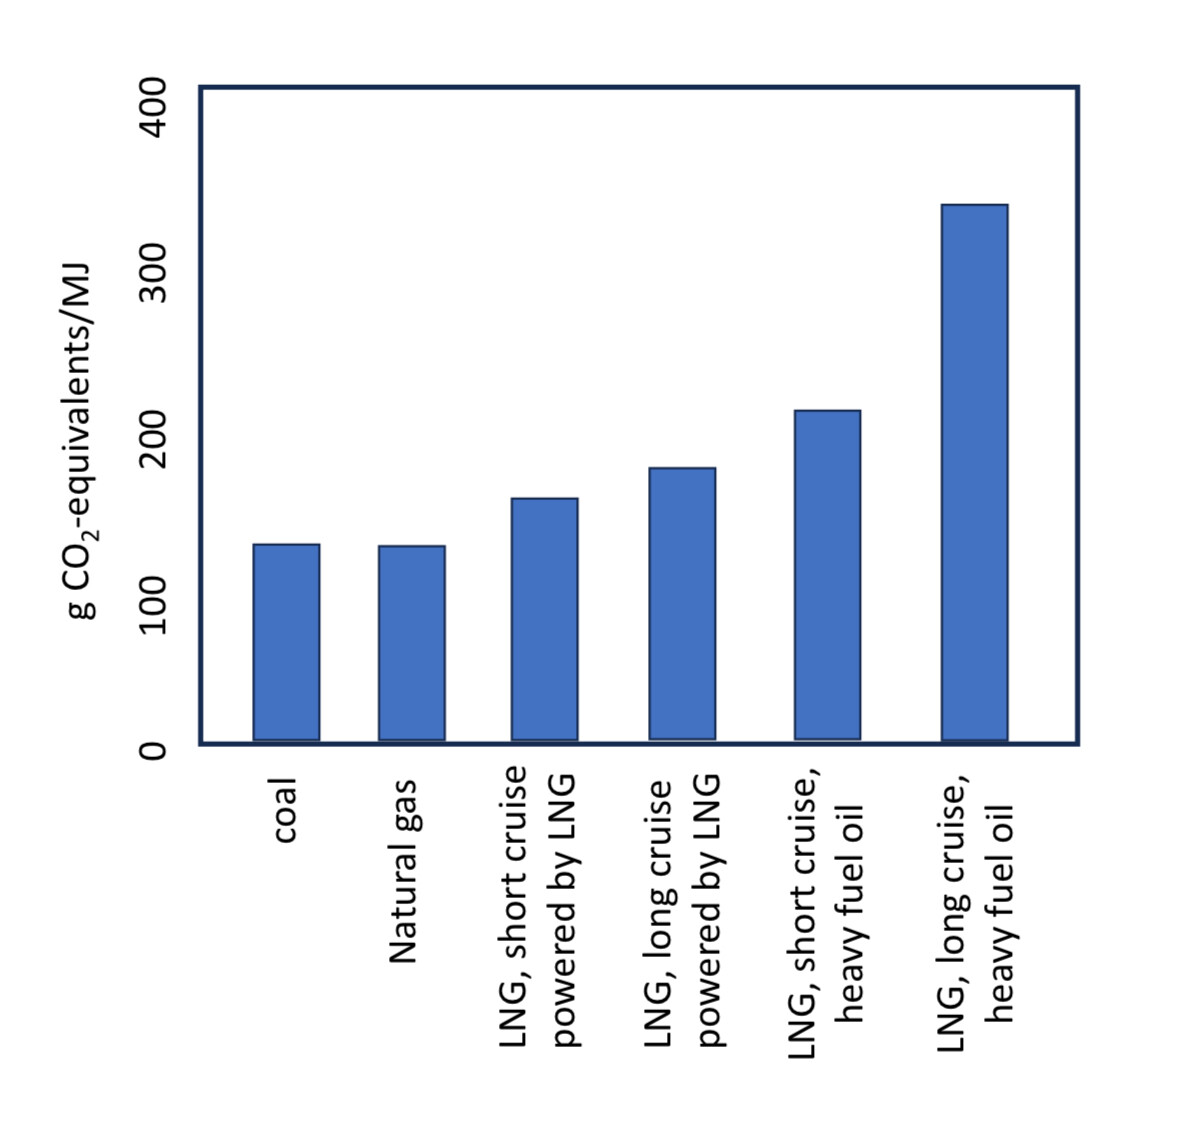 g CO₂-equivalents/MJ
400
300
200
100
0
coal
Natural gas
LNG, short cruise
powered by LNG
LNG, long cruise
powered by LNG
LNG, short cruise,
heavy fuel oil
LNG, long cruise,
heavy fuel oil